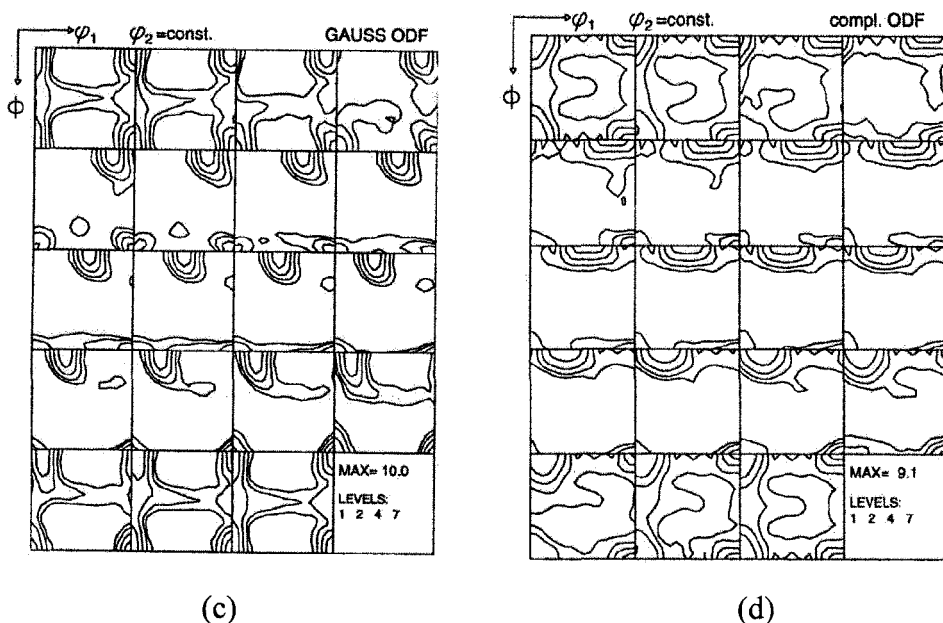 φ₁ φ₂=const. GAUSS ODF
ϕ
MAX= 10.0
LEVELS:
1 2 4 7
(c)
φ₁ φ₂=const. compl. ODF
ϕ
MAX= 9.1
LEVELS:
1 2 4 7
(d)